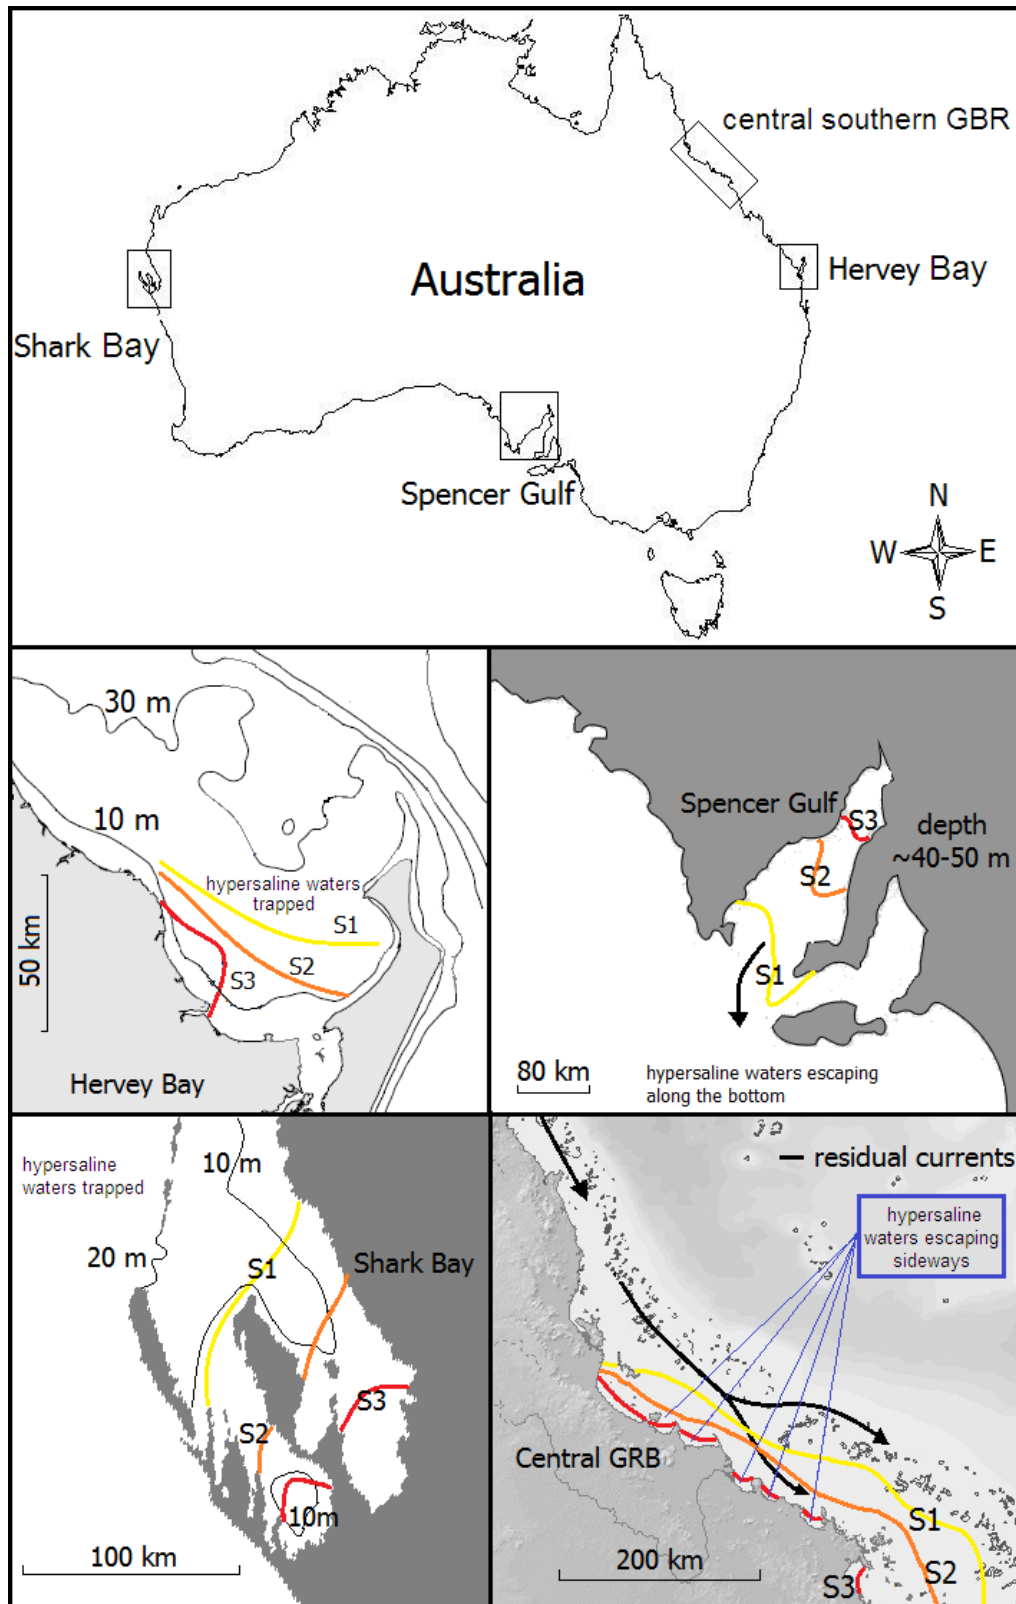 central southern GBR
Australia
Hervey Bay
Shark Bay
Spencer Gulf
N
W
E
S
30 m
10 m
hypersaline waters
trapped
S1
S2
S3
50 km
Hervey Bay
Spencer Gulf
S3
depth
~40-50 m
S2
S1
80 km
hypersaline waters escaping
along the bottom
hypersaline
waters trapped
10 m
20 m
S1
Shark Bay
S3
S2
10m
100 km
residual currents
hypersaline
waters escaping
sideways
Central GRB
S1
200 km
S2
S3